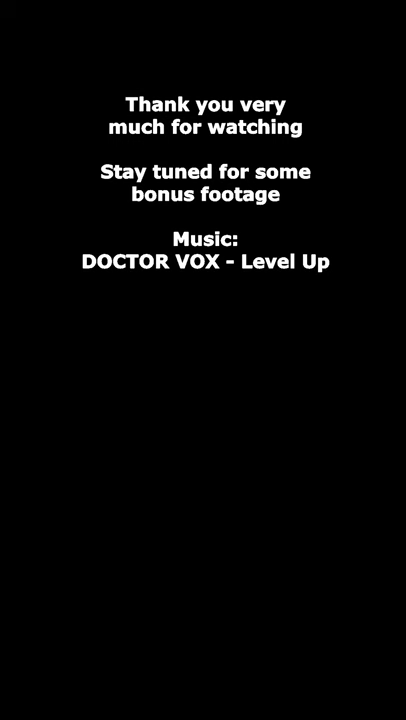 Thank you very
much for watching
Stay tuned for some
bonus footage
Music:
DOCTOR VOX - Level Up